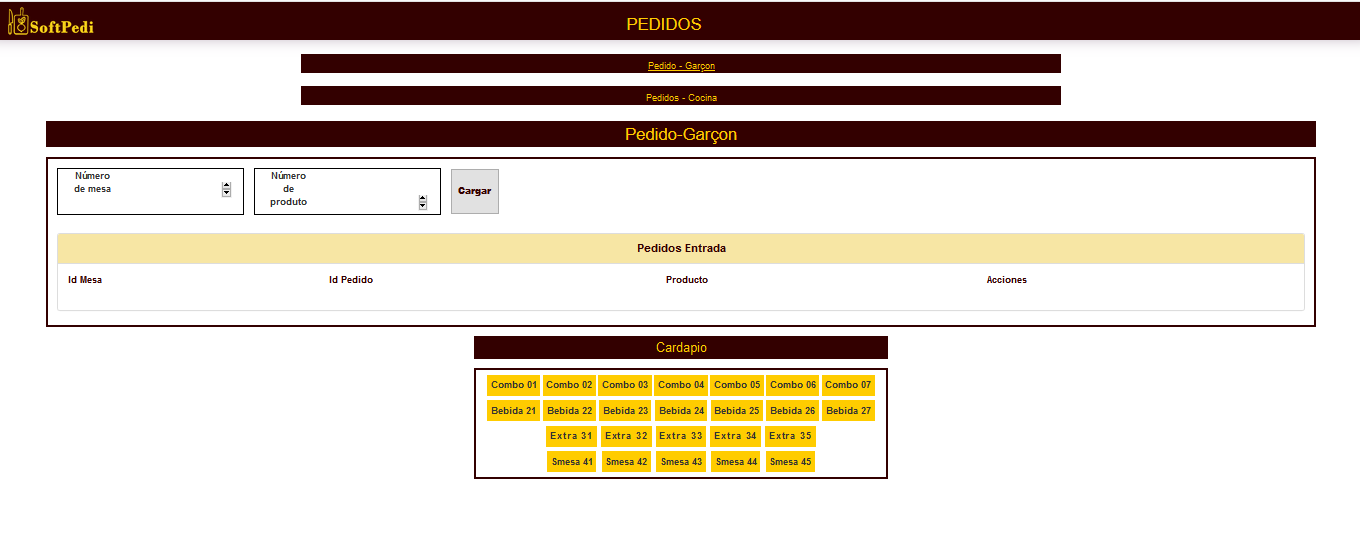 SoftPedi
PEDIDOS
Pedido - Garçon
Pedidos - Cocina
Pedido-Garçon
Número
de mesa
Número
de
produto
Cargar
Pedidos Entrada
Id Mesa Id Pedido Producto Acciones
Cardapio
Combo 01 Combo 02 Combo 03 Combo 04 Combo 05 Combo 06 Combo 07
Bebida 21 Bebida 22 Bebida 23 Bebida 24 Bebida 25 Bebida 26 Bebida 27
Extra 31 Extra 32 Extra 33 Extra 34 Extra 35
Smesa 41 Smesa 42 Smesa 43 Smesa 44 Smesa 45